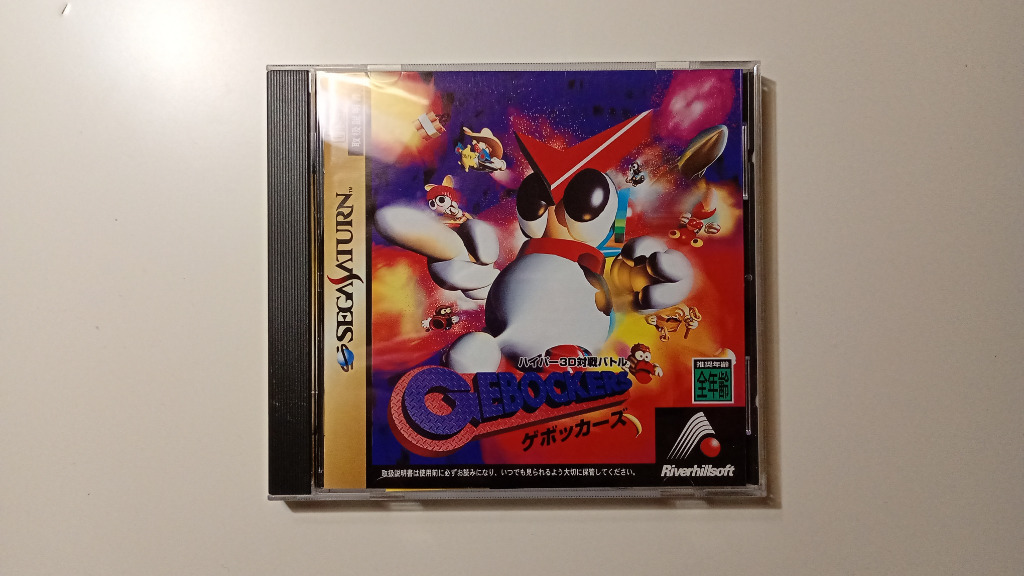 SEGA SATURN™
ハイパー3D対戦バトル
GEBOCKERS
ゲボッカーズ
推奨年齢
全年齢
Riverhillsoft
取扱説明書は使用前に必ずお読みになり、いつでも見られるよう大切に保管してください。